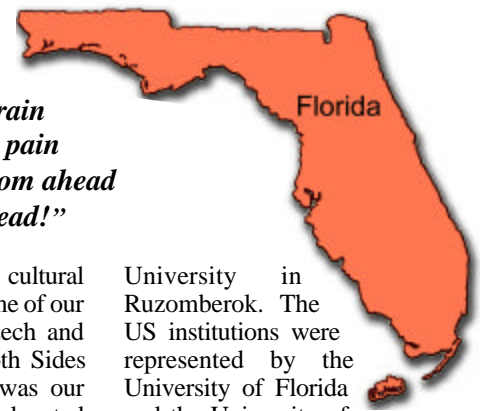 Florida
rain
pain
om ahead
ead!”
cultural
ne of our
ech and
th Sides
was our
University in
Ruzomberok. The
US institutions were
represented by the
University of Florida